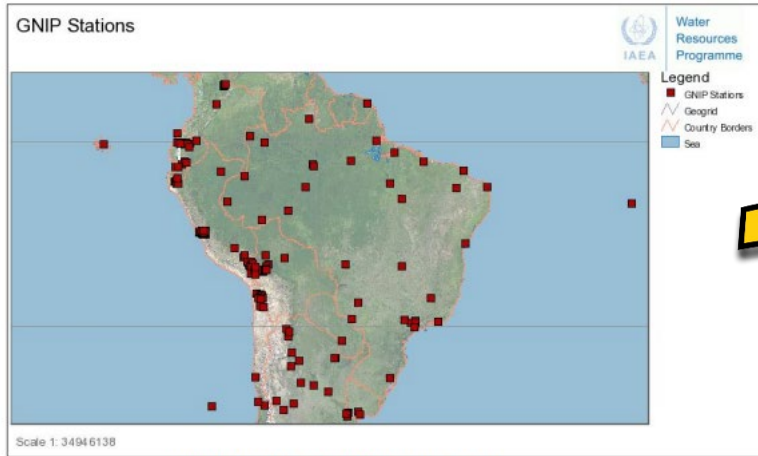 GNIP Stations
IAEA
Water
Resources
Programme
Legend
GNIP Stations
Geogrid
Country Borders
Sea
Scale 1: 34946138